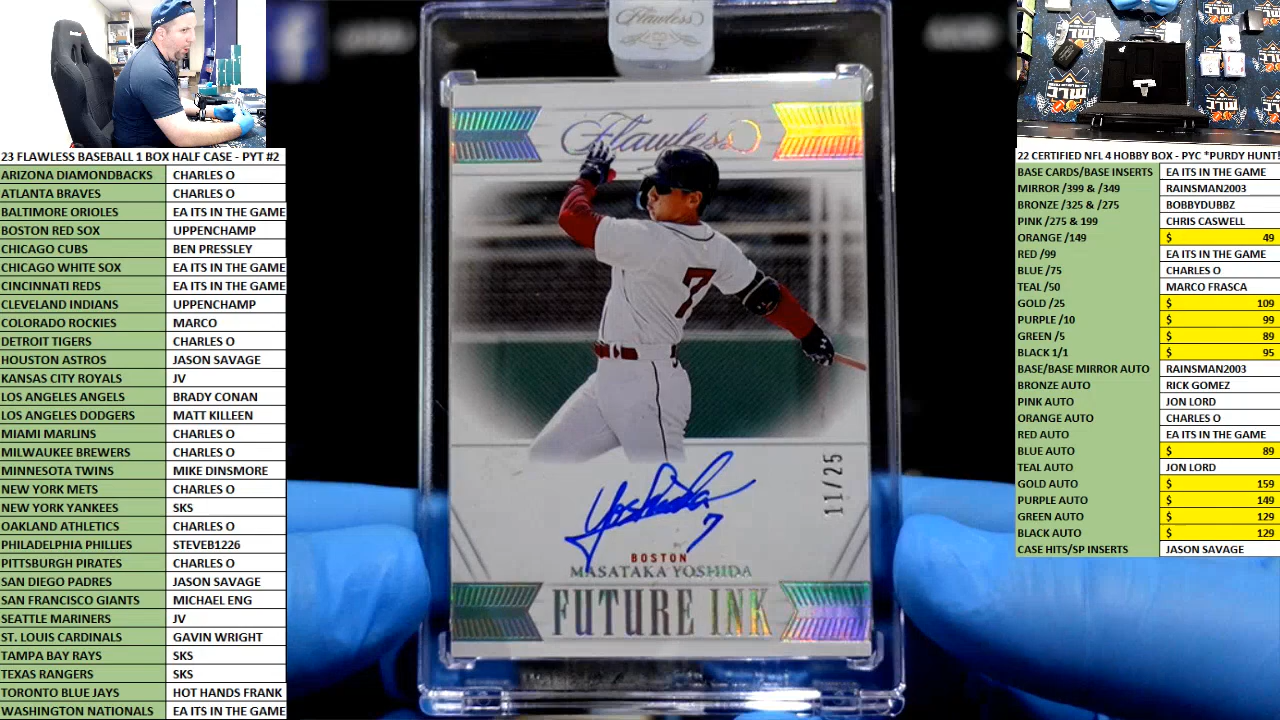 23 FLAWLESS BASEBALL 1 BOX HALF CASE - PYT #2
ARIZONA DIAMONDBACKS CHARLES O
ATLANTA BRAVES CHARLES O
BALTIMORE ORIOLES EA ITS IN THE GAME
BOSTON RED SOX UPPENCHAMP
CHICAGO CUBS BEN PRESSLEY
CHICAGO WHITE SOX EA ITS IN THE GAME
CINCINNATI REDS EA ITS IN THE GAME
CLEVELAND INDIANS UPPENCHAMP
COLORADO ROCKIES MARCO
DETROIT TIGERS CHARLES O
HOUSTON ASTROS JASON SAVAGE
KANSAS CITY ROYALS JV
LOS ANGELES ANGELS BRADY CONAN
LOS ANGELES DODGERS MATT KILLEEN
MIAMI MARLINS CHARLES O
MILWAUKEE BREWERS CHARLES O
MINNESOTA TWINS MIKE DINSMORE
NEW YORK METS CHARLES O
NEW YORK YANKEES SKS
OAKLAND ATHLETICS CHARLES O
PHILADELPHIA PHILLIES STEVEB1226
PITTSBURGH PIRATES CHARLES O
SAN DIEGO PADRES JASON SAVAGE
SAN FRANCISCO GIANTS MICHAEL ENG
SEATTLE MARINERS JV
ST. LOUIS CARDINALS GAVIN WRIGHT
TAMPA BAY RAYS SKS
TEXAS RANGERS SKS
TORONTO BLUE JAYS HOT HANDS FRANK
WASHINGTON NATIONALS EA ITS IN THE GAME
Flawless
Flawless
7
11/25
Yoshida
7
BOSTON
MASATAKA YOSHIDA
FUTURE INK
22 CERTIFIED NFL 4 HOBBY BOX - PYC *PURDY HUNT!
BASE CARDS/BASE INSERTS EA ITS IN THE GAME
MIRROR /399 & /349 RAINSMAN2003
BRONZE /325 & /275 BOBBYDUBBZ
PINK /275 & 199 CHRIS CASWELL
ORANGE /149 $ 49
RED /99 EA ITS IN THE GAME
BLUE /75 CHARLES O
TEAL /50 MARCO FRASCA
GOLD /25 $ 109
PURPLE /10 $ 99
GREEN /5 $ 89
BLACK 1/1 $ 95
BASE/BASE MIRROR AUTO RAINSMAN2003
BRONZE AUTO RICK GOMEZ
PINK AUTO JON LORD
ORANGE AUTO CHARLES O
RED AUTO EA ITS IN THE GAME
BLUE AUTO $ 89
TEAL AUTO JON LORD
GOLD AUTO $ 159
PURPLE AUTO $ 149
GREEN AUTO $ 129
BLACK AUTO $ 129
CASE HITS/SP INSERTS JASON SAVAGE